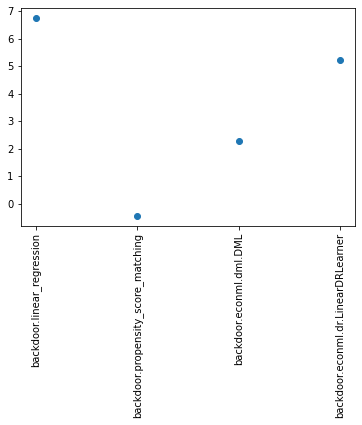 7
6
5
4
3
2
1
0
backdoor.linear_regression
backdoor.propensity_score_matching
backdoor.econml.dml.DML
backdoor.econml.dr.LinearDRLearner